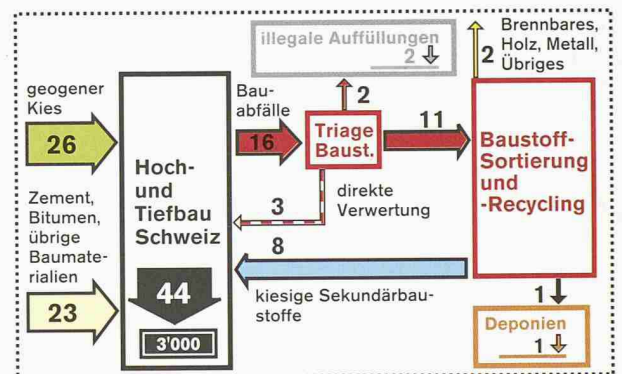 illegale Auffüllungen
2
2
Brennbares,
Holz, Metall,
Übriges
geogener
Kies
26
Bau-
abfälle
16
2
Triage
Baust.
11
Baustoff-
Sortierung
und
-Recycling
Hoch-
und
Tiefbau
Schweiz
3
direkte
Verwertung
Zement,
Bitumen,
übrige
Baumate-
rialien
23
8
kiesige Sekundärbau-
stoffe
44
3'000
1
Deponien
1